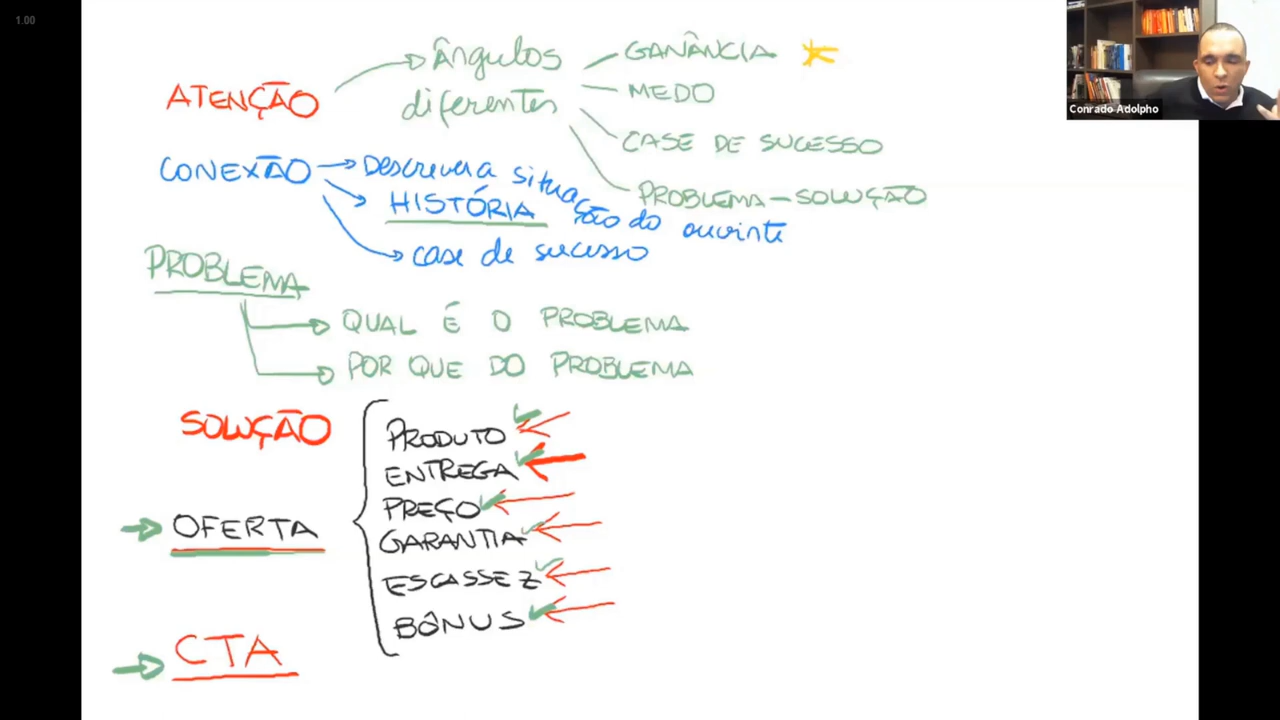 1.00
Conrado Adolpho
ATENÇÃO
Ângulos
diferentes
GANÂNCIA
MEDO
CASE DE SUCESSO
PROBLEMA - SOLUÇÃO
CONEXÃO
Descrever a situação do ouvinte
HISTÓRIA
case de sucesso
PROBLEMA
QUAL É O PROBLEMA
POR QUE DO PROBLEMA
SOLUÇÃO
OFERTA
PRODUTO
ENTREGA
PREÇO
GARANTIA
ESCASSEZ
BÔNUS
CTA